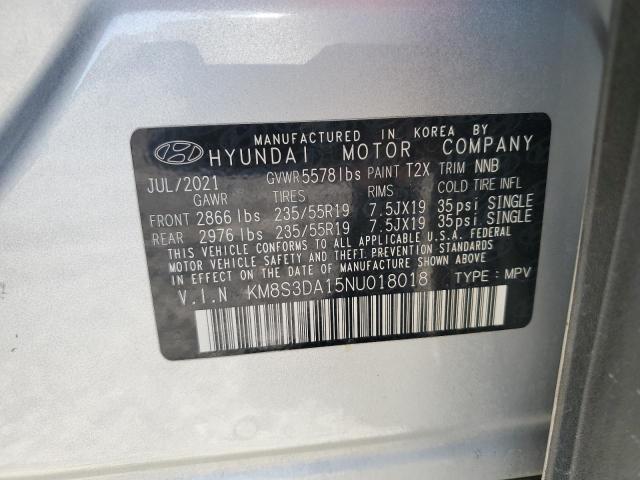 MANUFACTURED IN KOREA BY
HYUNDAI MOTOR COMPANY
JUL/2021 GVWR 5578lbs PAINT T2X TRIM NNB
GAWR TIRES RIMS COLD TIRE INFL
FRONT 2866 lbs 235/55R19 7.5JX19 35psi SINGLE
REAR 2976 lbs 235/55R19 7.5JX19 35psi SINGLE
THIS VEHICLE CONFORMS TO ALL APPLICABLE U.S.A. FEDERAL
MOTOR VEHICLE SAFETY, THEFT PREVENTION STANDARDS
IN EFFECT ON THE DATE OF MANUFACTURE SHOWN ABOVE.
V.I.N KM8S3DA15NU018018 TYPE: MPV